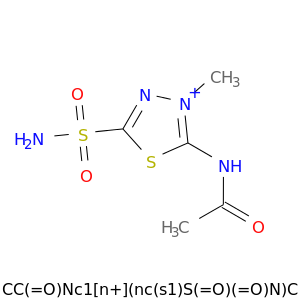 CH3
N
N+
O
S
H2N
O
S
NH
H3C
O
CC(=O)Nc1[n+](nc(s1)S(=O)(=O)N)C